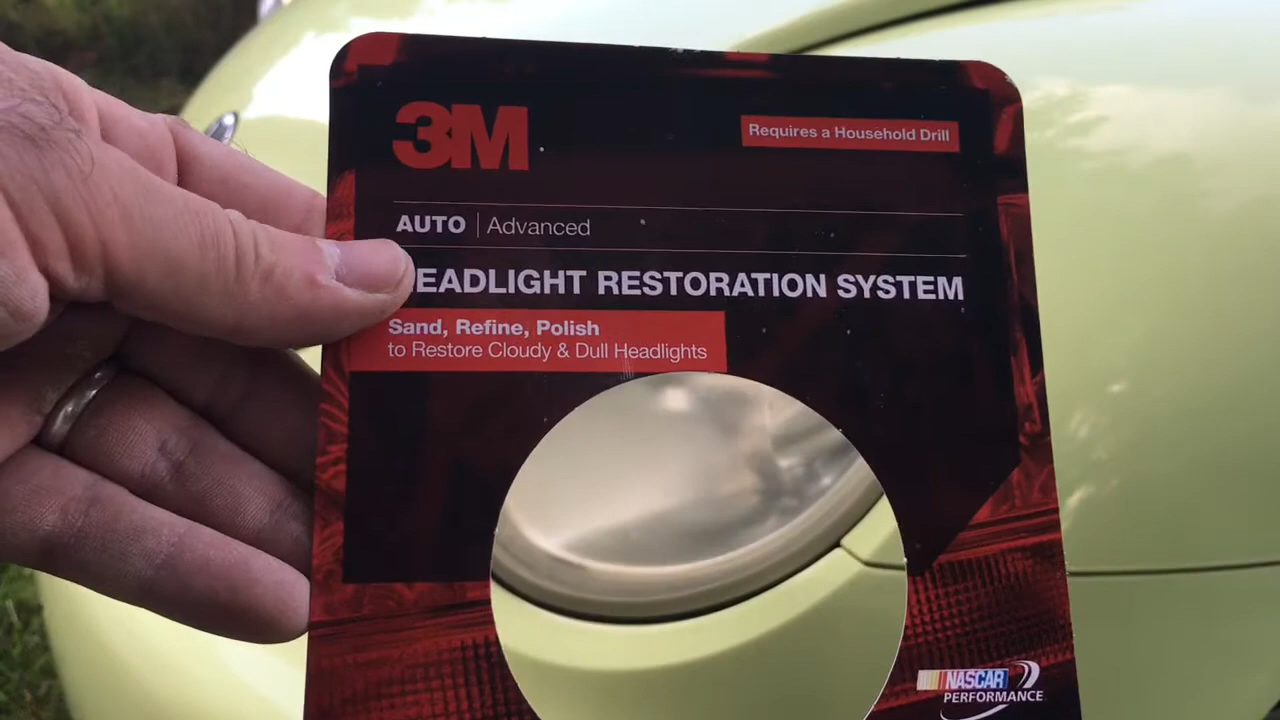 3M
Requires a Household Drill
AUTO | Advanced
EADLIGHT RESTORATION SYSTEM
Sand, Refine, Polish
to Restore Cloudy & Dull Headlights
NASCAR
PERFORMANCE